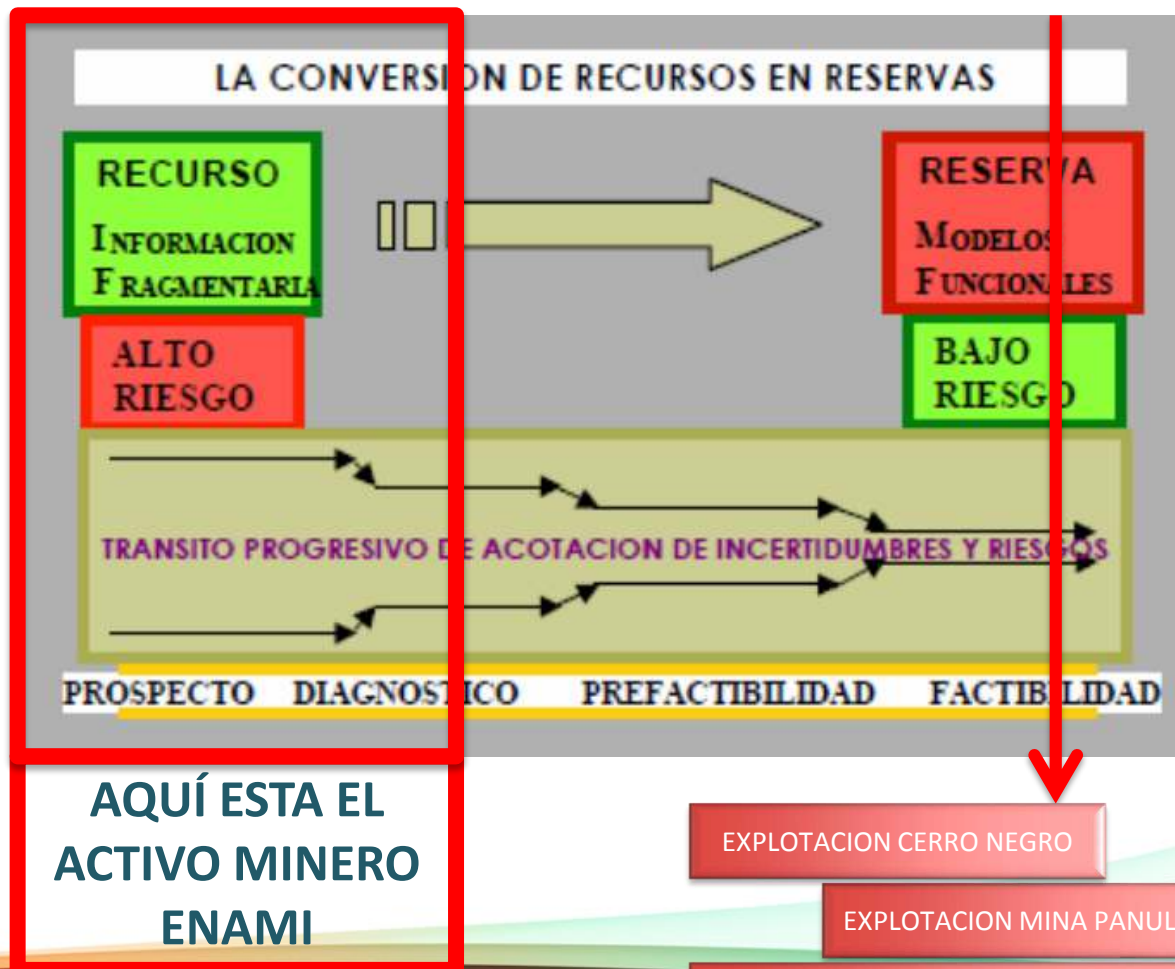 LA CONVERSION DE RECURSOS EN RESERVAS
RECURSO
INFORMACION
FRAGMENTARIA
ALTO
RIESGO
RESERVA
MODELOS
FUNCIONALES
BAJO
RIESGO
TRANSITO PROGRESIVO DE ACOTACION DE INCERTIDUMBRES Y RIESGOS
PROSPECTO DIAGNOSTICO PREFACTIBILIDAD FACTIBILIDAD
AQUÍ ESTA EL
ACTIVO MINERO
ENAMI
EXPLOTACION CERRO NEGRO
EXPLOTACION MINA PANUL